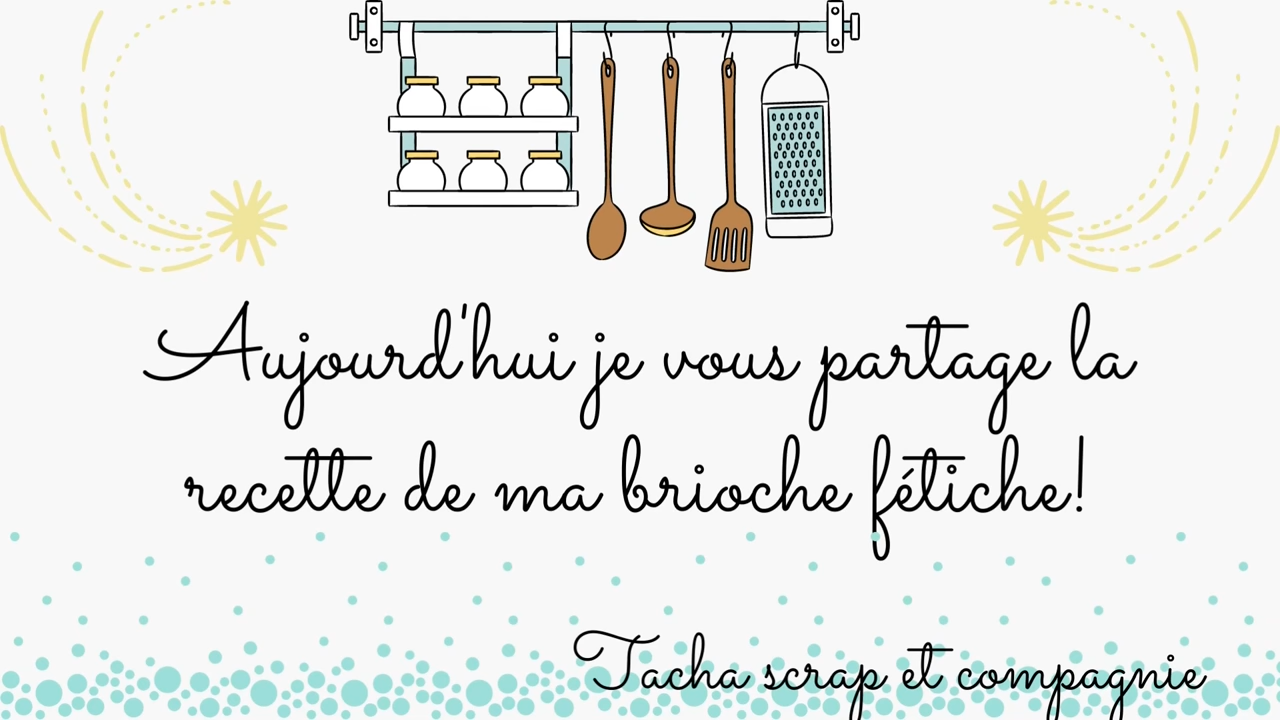 Aujourd'hui je vous partage la
recette de ma brioche fétiche!
Tacha scrap et compagnie